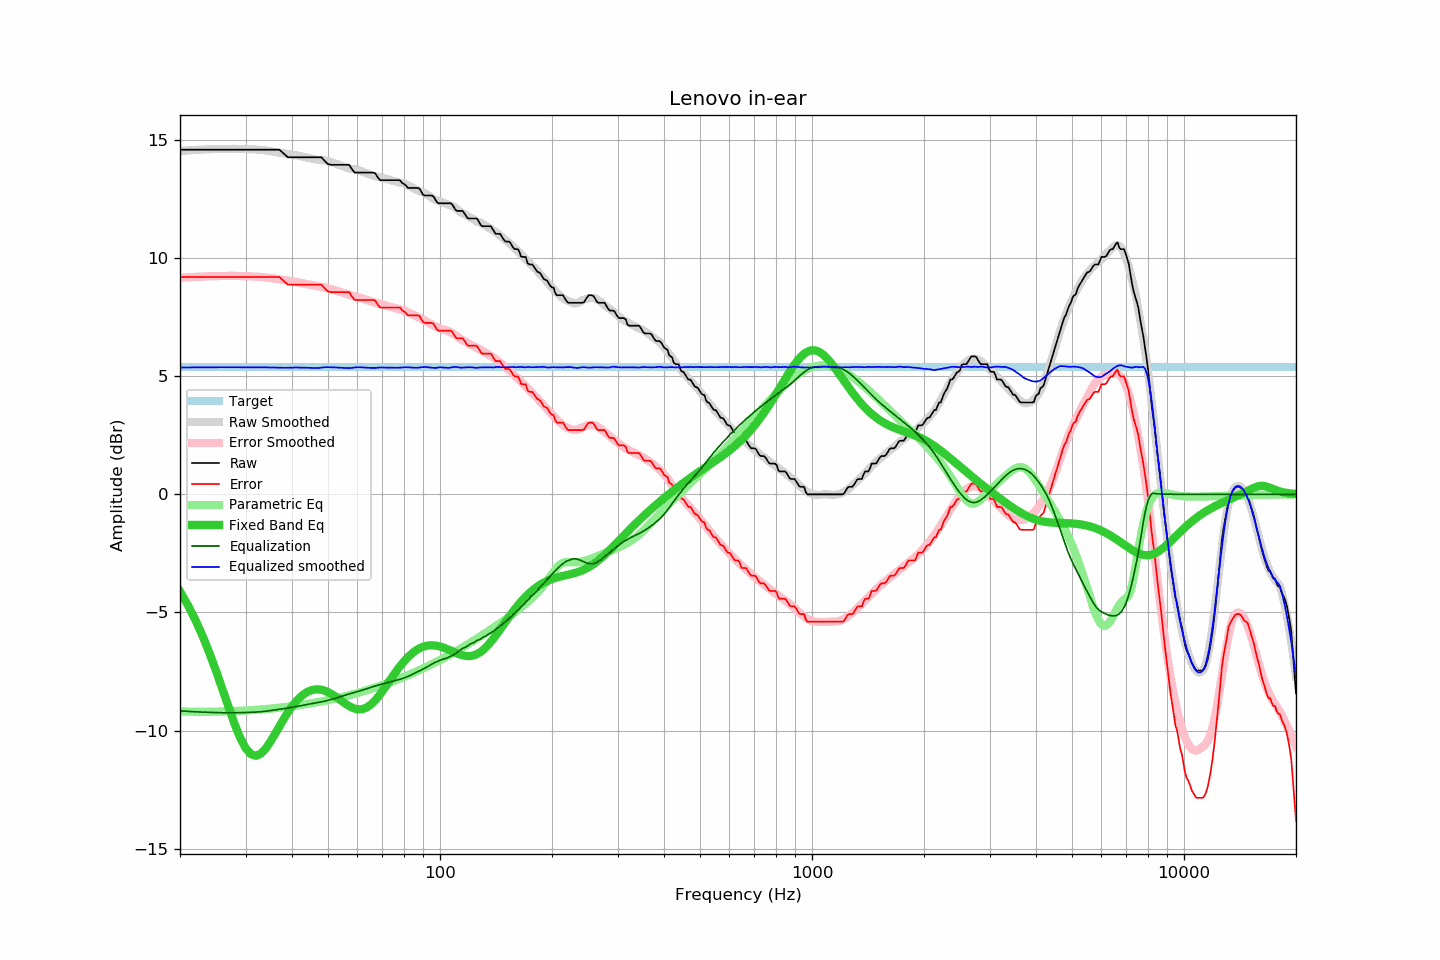 Lenovo in-ear
Amplitude (dBr)
15
10
5
0
−5
−10
−15
Target
Raw Smoothed
Error Smoothed
Raw
Error
Parametric Eq
Fixed Band Eq
Equalization
Equalized smoothed
100
1000
10000
Frequency (Hz)